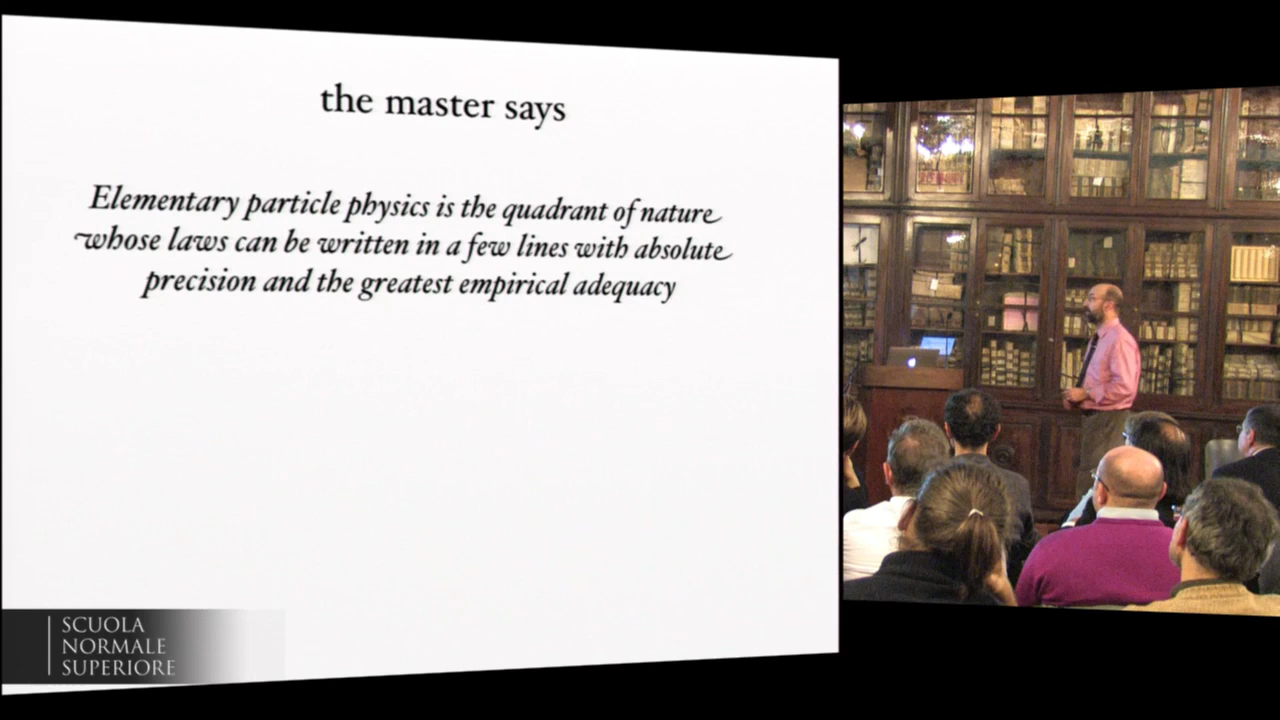 the master says
Elementary particle physics is the quadrant of nature
whose laws can be written in a few lines with absolute
precision and the greatest empirical adequacy
SCUOLA
NORMALE
SUPERIORE